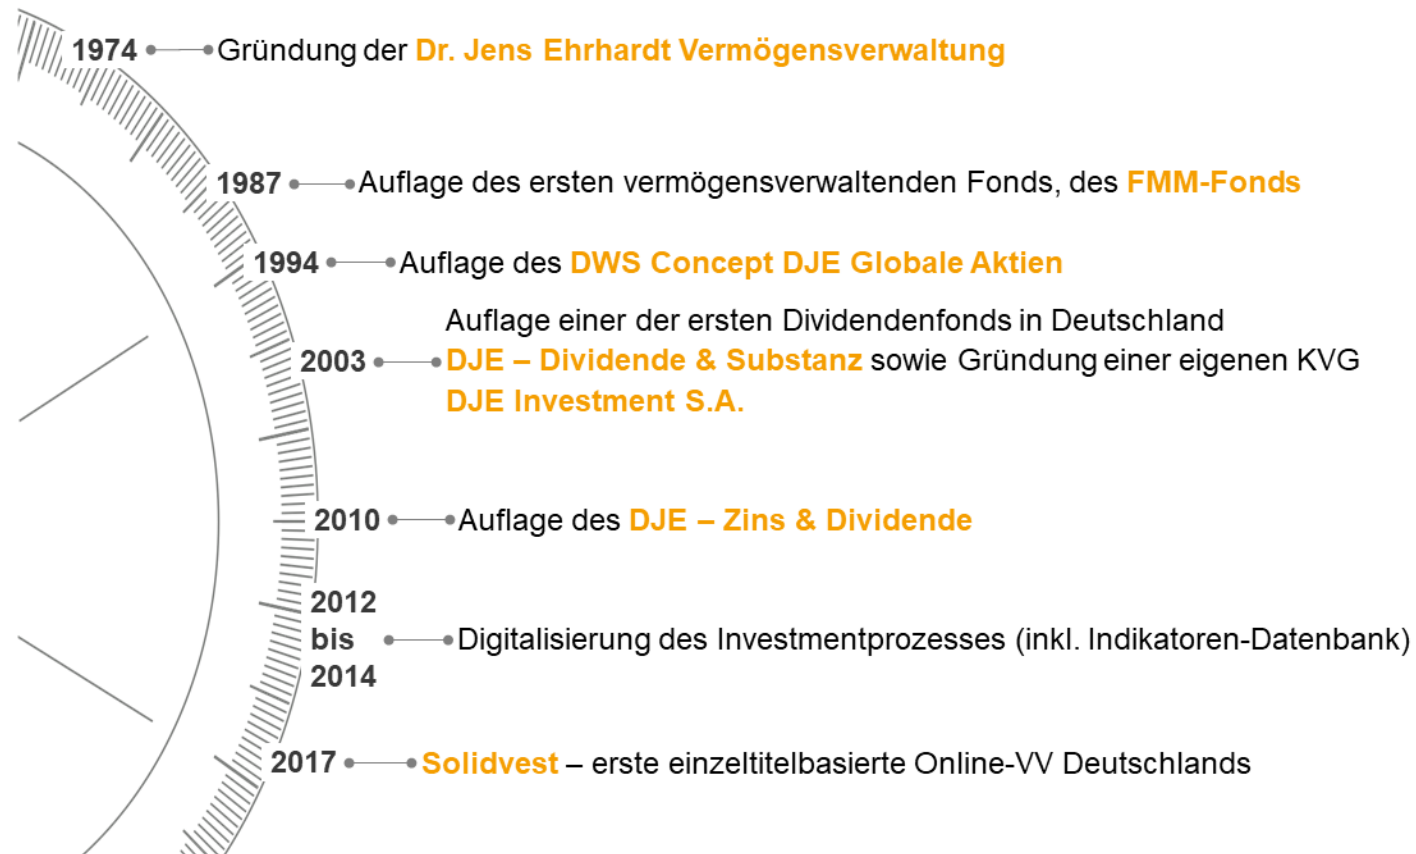 1974 Gründung der Dr. Jens Ehrhardt Vermögensverwaltung
1987 Auflage des ersten vermögensverwaltenden Fonds, des FMM-Fonds
1994 Auflage des DWS Concept DJE Globale Aktien
Auflage einer der ersten Dividendenfonds in Deutschland
2003 DJE – Dividende & Substanz sowie Gründung einer eigenen KVG
DJE Investment S.A.
2010 Auflage des DJE – Zins & Dividende
2012
bis Digitalisierung des Investmentprozesses (inkl. Indikatoren-Datenbank)
2014
2017 Solidvest – erste einzeltitelbasierte Online-VV Deutschlands